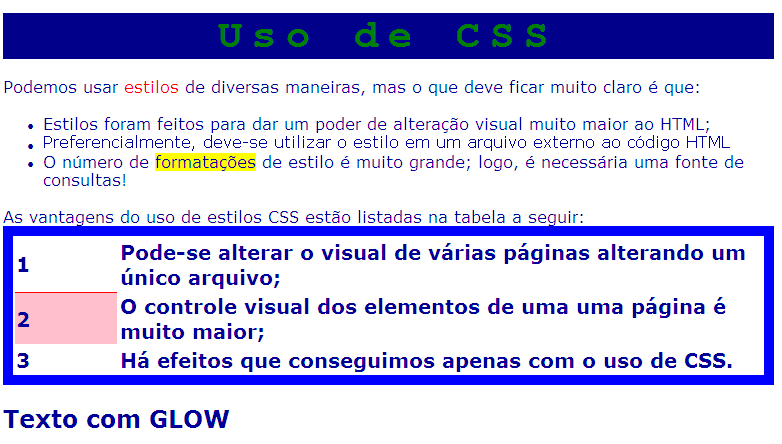 Uso de CSS
Podemos usar estilos de diversas maneiras, mas o que deve ficar muito claro é que:
Estilos foram feitos para dar um poder de alteração visual muito maior ao HTML;
Preferencialmente, deve-se utilizar o estilo em um arquivo externo ao código HTML
O número de formatações de estilo é muito grande; logo, é necessária uma fonte de
consultas!
As vantagens do uso de estilos CSS estão listadas na tabela a seguir:
1 Pode-se alterar o visual de várias páginas alterando um
único arquivo;
2 O controle visual dos elementos de uma uma página é
muito maior;
3 Há efeitos que conseguimos apenas com o uso de CSS.
Texto com GLOW